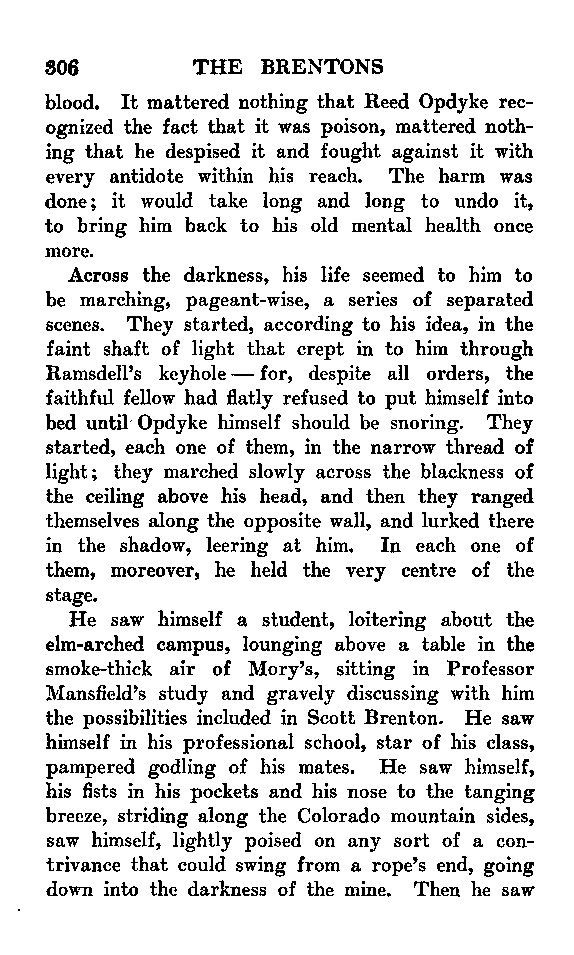 306 THE BRENTONS
blood. It mattered nothing that Reed Opdyke rec-
ognized the fact that it was poison, mattered noth-
ing that he despised it and fought against it with
every antidote within his reach. The harm was
done; it would take long and long to undo it,
to bring him back to his old mental health once
more.
Across the darkness, his life seemed to him to
be marching, pageant-wise, a series of separated
scenes. They started, according to his idea, in the
faint shaft of light that crept in to him through
Ramsdell's keyhole — for, despite all orders, the
faithful fellow had flatly refused to put himself into
bed until Opdyke himself should be snoring. They
started, each one of them, in the narrow thread of
light; they marched slowly across the blackness of
the ceiling above his head, and then they ranged
themselves along the opposite wall, and lurked there
in the shadow, leering at him. In each one of
them, moreover, he held the very centre of the
stage.
He saw himself a student, loitering about the
elm-arched campus, lounging above a table in the
smoke-thick air of Mory's, sitting in Professor
Mansfield's study and gravely discussing with him
the possibilities included in Scott Brenton. He saw
himself in his professional school, star of his class,
pampered godling of his mates. He saw himself,
his fists in his pockets and his nose to the tanging
breeze, striding along the Colorado mountain sides,
saw himself, lightly poised on any sort of a con-
trivance that could swing from a rope's end, going
down into the darkness of the mine. Then he saw